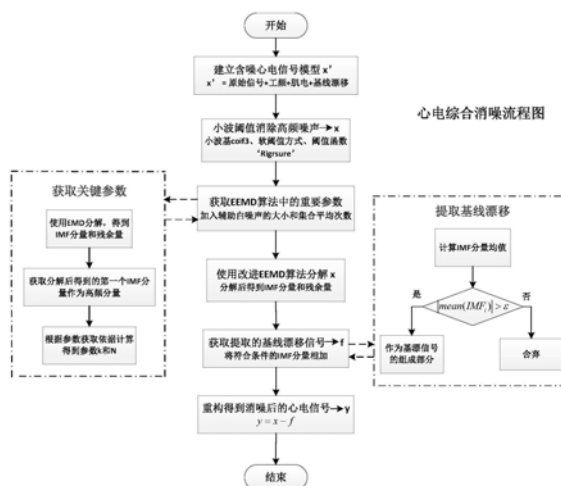 开始
建立含噪心电信号模型 x’
x’ = 原始信号+工频+肌电+基线漂移
心电综合消噪流程图
小波阈值消除高频噪声→x
小波基coif3、软阈值方式、阈值函数
‘Rigrsure’
获取关键参数
使用EMD分解，得到
IMF分量和残余量
获取分解后得到的第一个IMF分
量作为高频分量
根据参数获取依据计算
得到参数k和N
获取EEMD算法中的重要参数
加入辅助白噪声的大小和集合平均次数
使用改进EEMD算法分解 x
分解后得到IMF分量和残余量
获取提取的基线漂移信号→f
将符合条件的IMF分量相加
提取基线漂移
计算IMF分量均值
是
否
|mean(IMFᵢ)| > ε
作为基漂信号
的组成部分
舍弃
重构得到消噪后的心电信号→y
y = x − f
结束